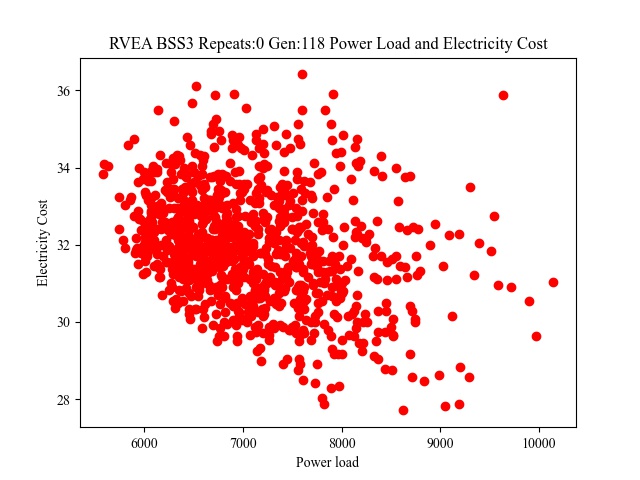 RVEA BSS3 Repeats:0 Gen:118 Power Load and Electricity Cost
36
34
32
30
28
Electricity Cost
6000 7000 8000 9000 10000
Power load